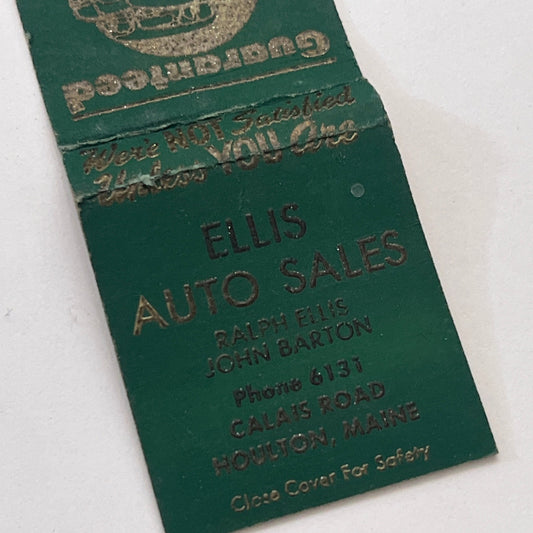 Guaranteed
We're NOT Satisfied
Unless YOU Are
ELLIS
AUTO SALES
RALPH ELLIS
JOHN BARTON
Phone 6131
CALAIS ROAD
HOULTON, MAINE
Close Cover For Safety